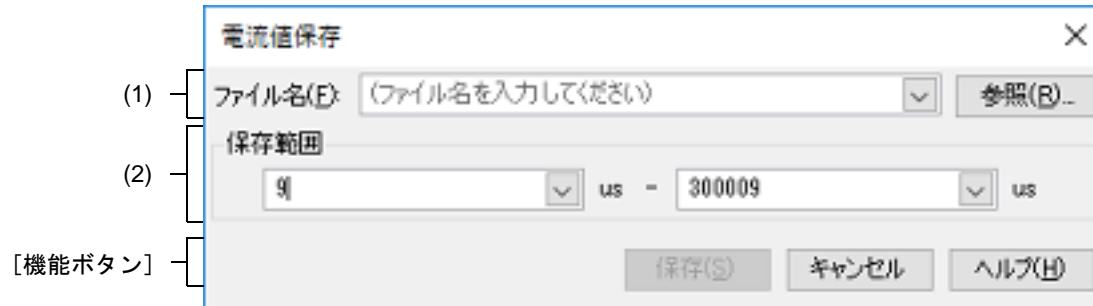 電流値保存
(1) ファイル名(F): (ファイル名を入力してください) 参照(R)...
保存範囲
(2) 9 us - 300009 us
[機能ボタン] 保存(S) キャンセル ヘルプ(H)